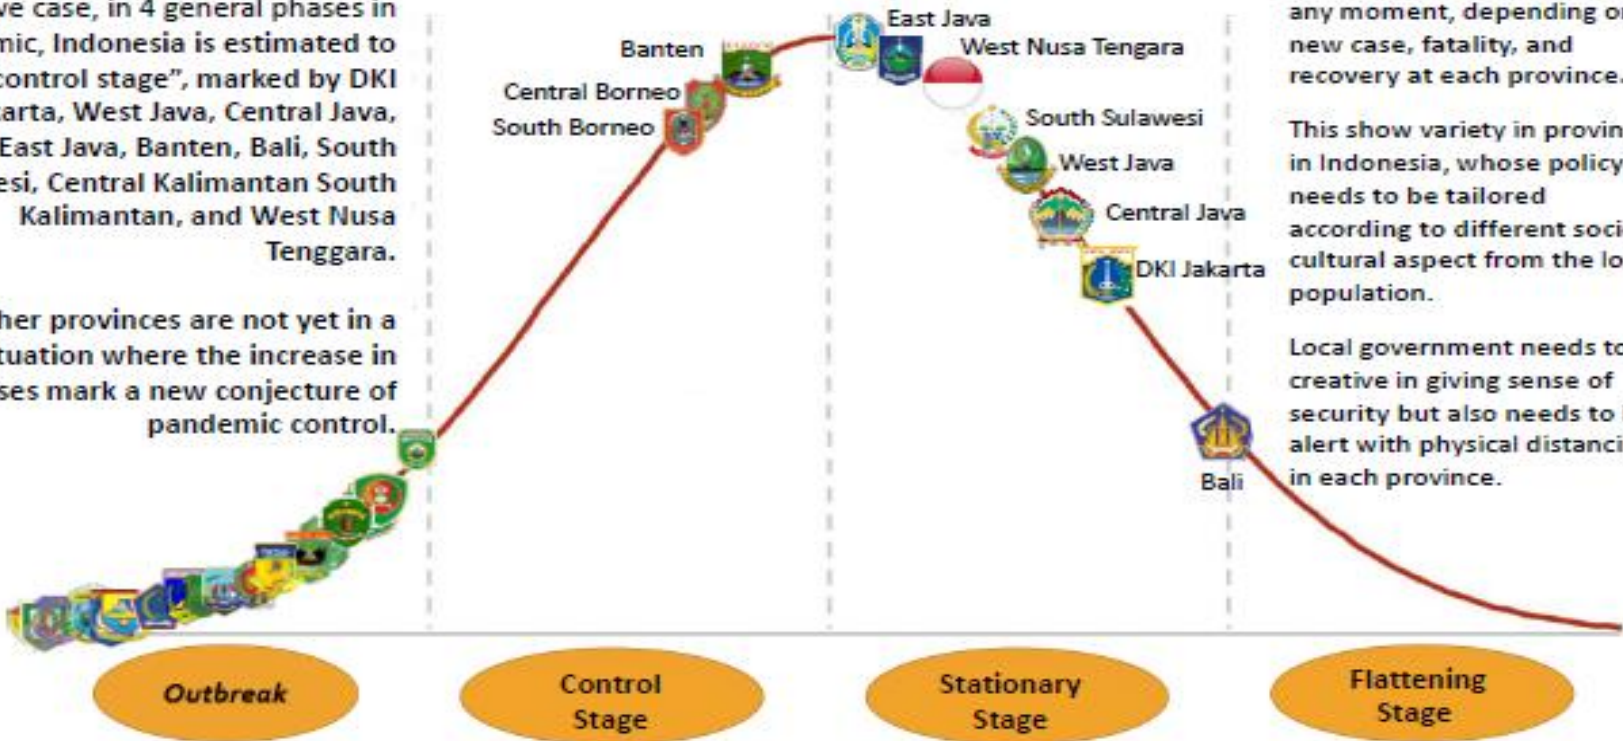 ve case, in 4 general phases in
mic, Indonesia is estimated to
control stage”, marked by DKI
arta, West Java, Central Java,
East Java, Banten, Bali, South
esi, Central Kalimantan South
Kalimantan, and West Nusa
Tenggara.
her provinces are not yet in a
tuation where the increase in
ses mark a new conjecture of
pandemic control.
Banten
Central Borneo
South Borneo
East Java
West Nusa Tengara
South Sulawesi
West Java
Central Java
DKI Jakarta
Bali
any moment, depending o
new case, fatality, and
recovery at each province.
This show variety in provin
in Indonesia, whose policy
needs to be tailored
according to different soci
cultural aspect from the lo
population.
Local government needs to
creative in giving sense of
security but also needs to
alert with physical distanci
in each province.
Outbreak
Control
Stage
Stationary
Stage
Flattening
Stage